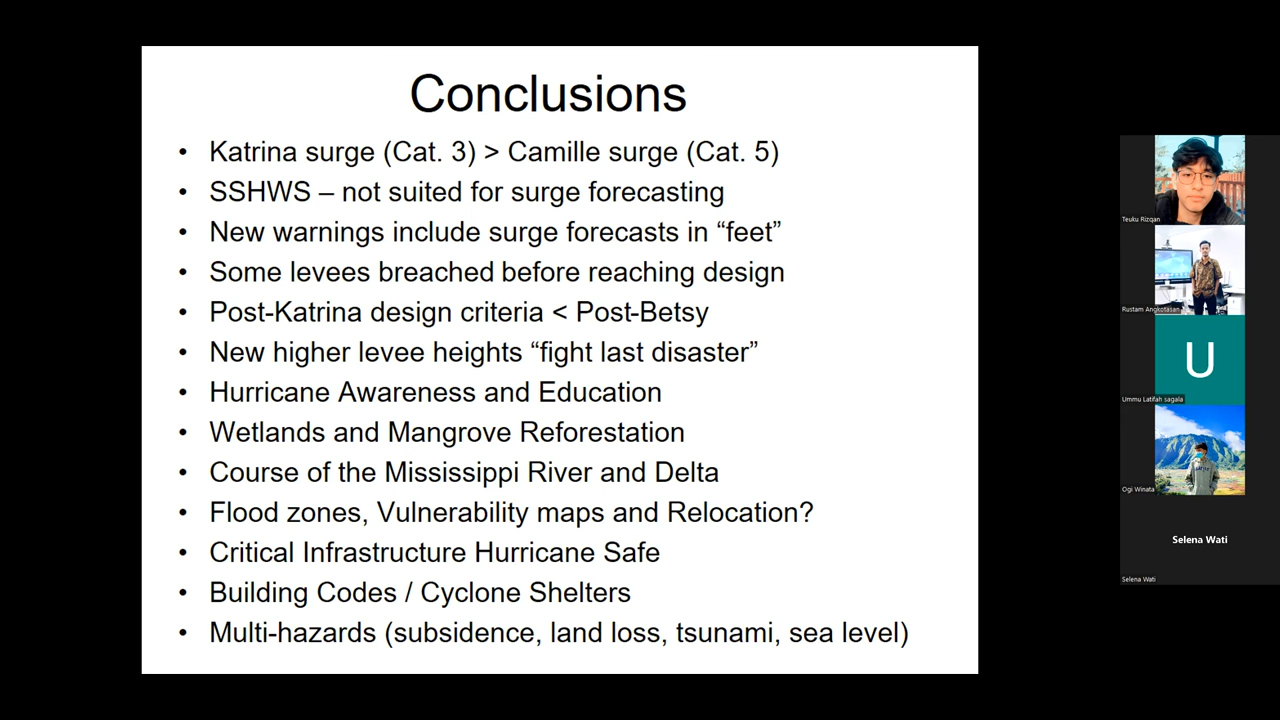 Conclusions
• Katrina surge (Cat. 3) > Camille surge (Cat. 5)
• SSHWS – not suited for surge forecasting
• New warnings include surge forecasts in “feet”
• Some levees breached before reaching design
• Post-Katrina design criteria < Post-Betsy
• New higher levee heights “fight last disaster”
• Hurricane Awareness and Education
• Wetlands and Mangrove Reforestation
• Course of the Mississippi River and Delta
• Flood zones, Vulnerability maps and Relocation?
• Critical Infrastructure Hurricane Safe
• Building Codes / Cyclone Shelters
• Multi-hazards (subsidence, land loss, tsunami, sea level)
Teuku Rizqan
Rustam Angkotasan
U
Ummu Latifah sagala
Ogi Winata
Selena Wati
Selena Wati